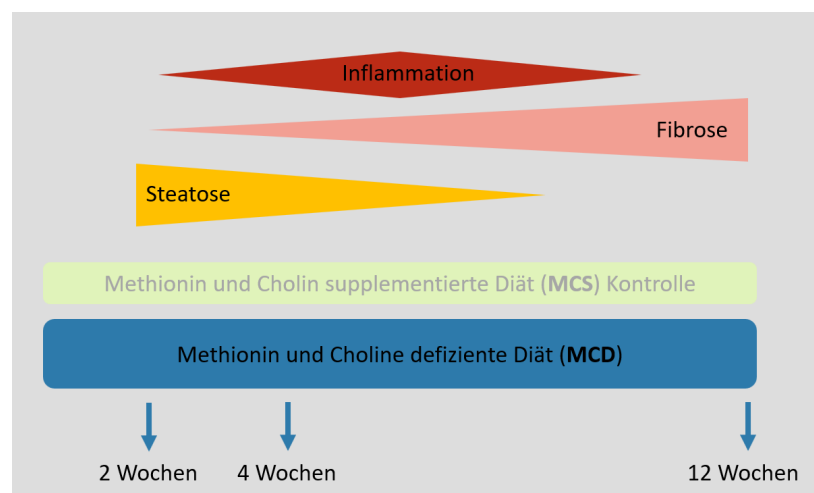 Inflammation
Fibrose
Steatose
Methionin und Cholin supplementierte Diät (MCS) Kontrolle
Methionin und Choline defiziente Diät (MCD)
2 Wochen
4 Wochen
12 Wochen